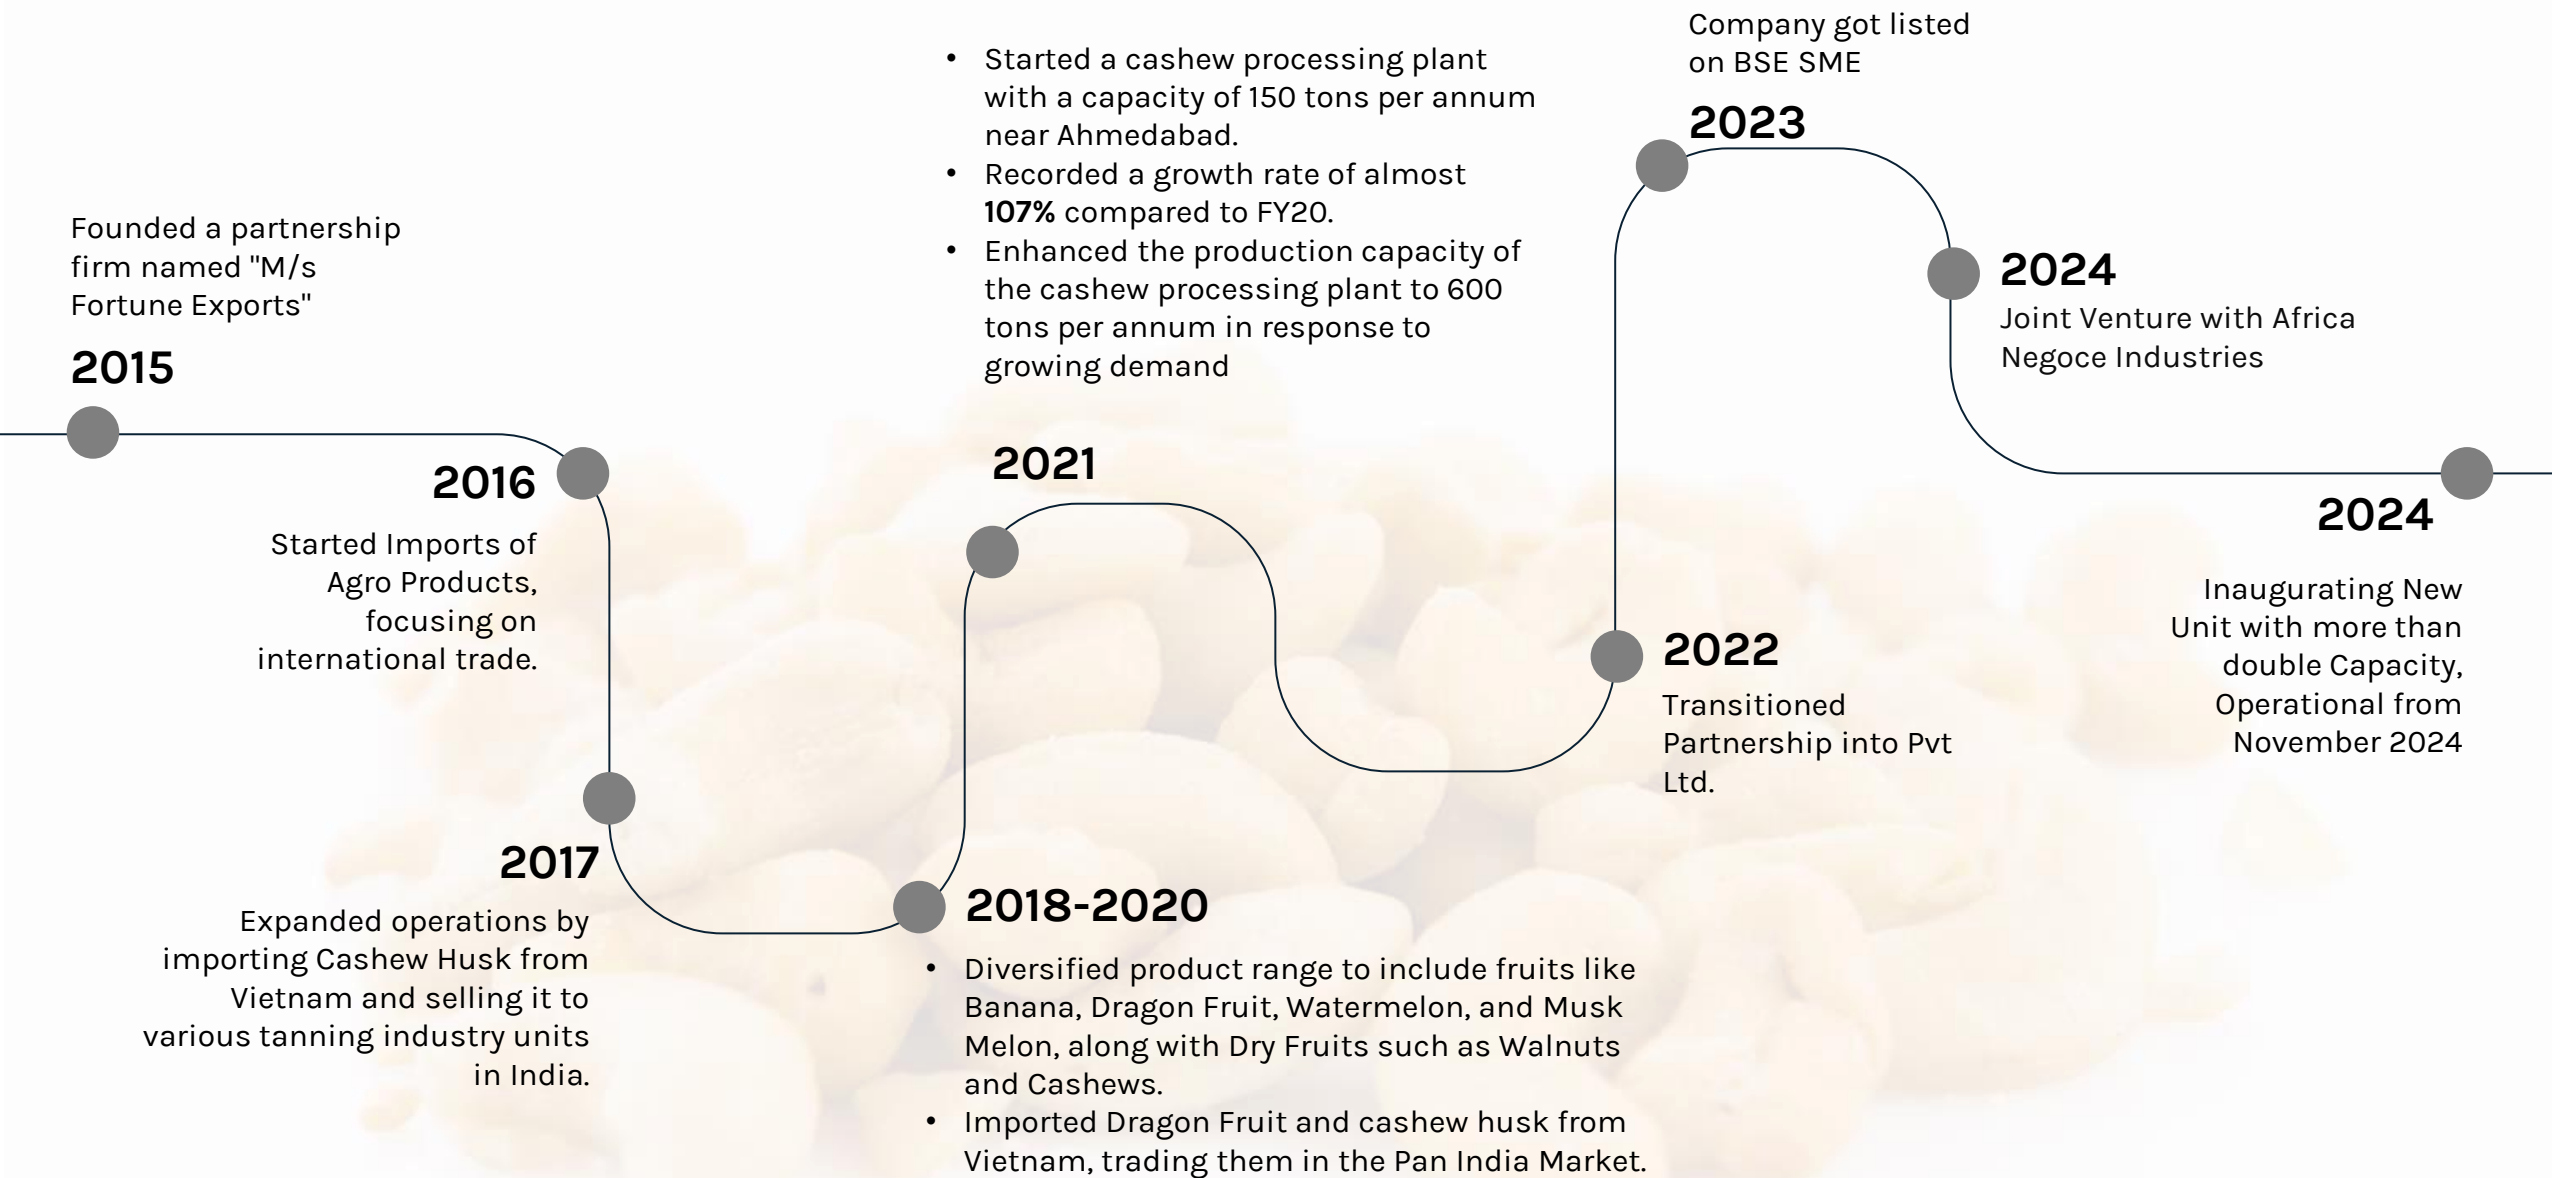 Founded a partnership
firm named "M/s
Fortune Exports"
2015
2016
Started Imports of
Agro Products,
focusing on
international trade.
2017
Expanded operations by
importing Cashew Husk from
Vietnam and selling it to
various tanning industry units
in India.
2018-2020
• Diversified product range to include fruits like
Banana, Dragon Fruit, Watermelon, and Musk
Melon, along with Dry Fruits such as Walnuts
and Cashews.
• Imported Dragon Fruit and cashew husk from
Vietnam, trading them in the Pan India Market.
• Started a cashew processing plant
with a capacity of 150 tons per annum
near Ahmedabad.
• Recorded a growth rate of almost
107% compared to FY20.
• Enhanced the production capacity of
the cashew processing plant to 600
tons per annum in response to
growing demand
2021
2022
Transitioned
Partnership into Pvt
Ltd.
Company got listed
on BSE SME
2023
2024
Joint Venture with Africa
Negoce Industries
2024
Inaugurating New
Unit with more than
double Capacity,
Operational from
November 2024